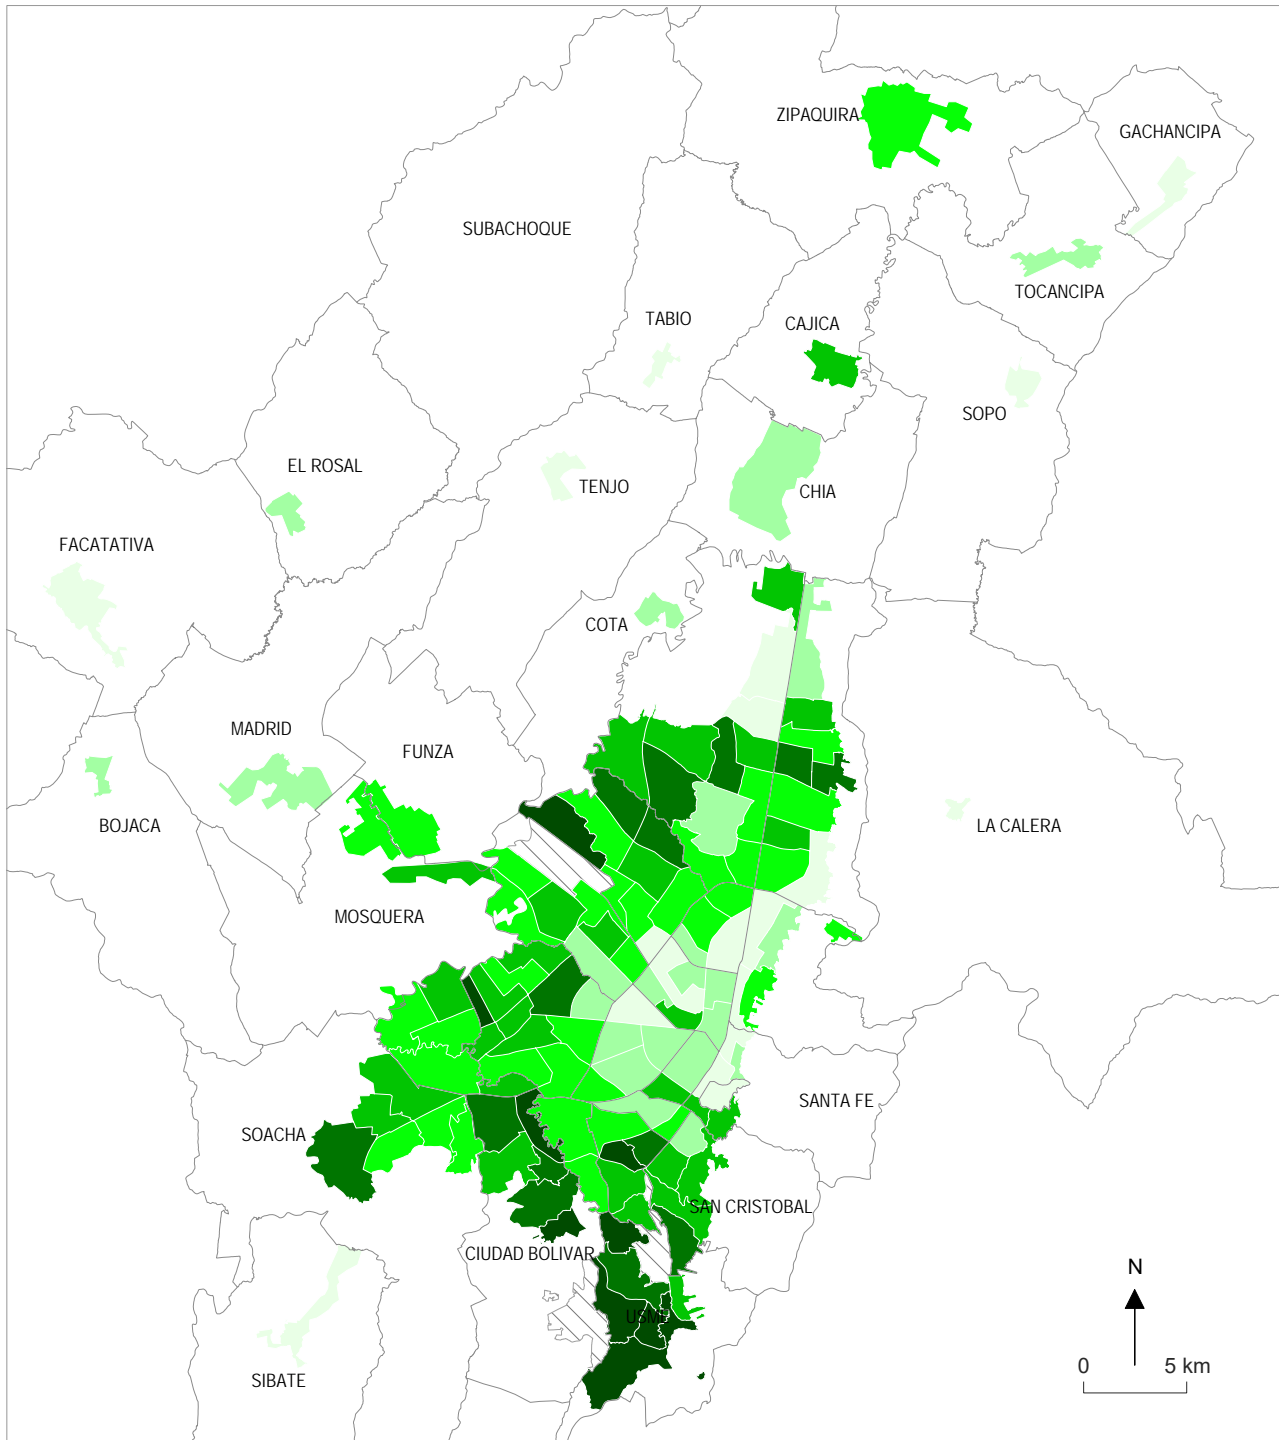 ZIPAQUIRA
GACHANCIPA
SUBACHOQUE
TOCANCIPA
TABIO
CAJICA
SOPO
EL ROSAL
TENJO
CHIA
FACATATIVA
COTA
MADRID
FUNZA
BOJACA
LA CALERA
MOSQUERA
SANTA FE
SOACHA
SAN CRISTOBAL
CIUDAD BOLIVAR
N
USME
0 5 km
SIBATE